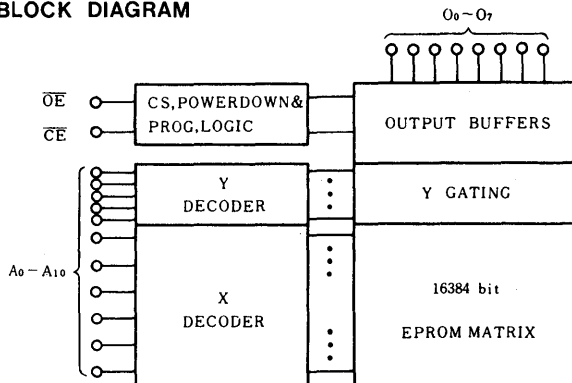 BLOCK DIAGRAM
O₀~O₇
OE
CE
CS,POWERDOWN&
PROG,LOGIC
OUTPUT BUFFERS
Y
DECODER
Y GATING
A₀-A₁₀
X
DECODER
16384 bit
EPROM MATRIX